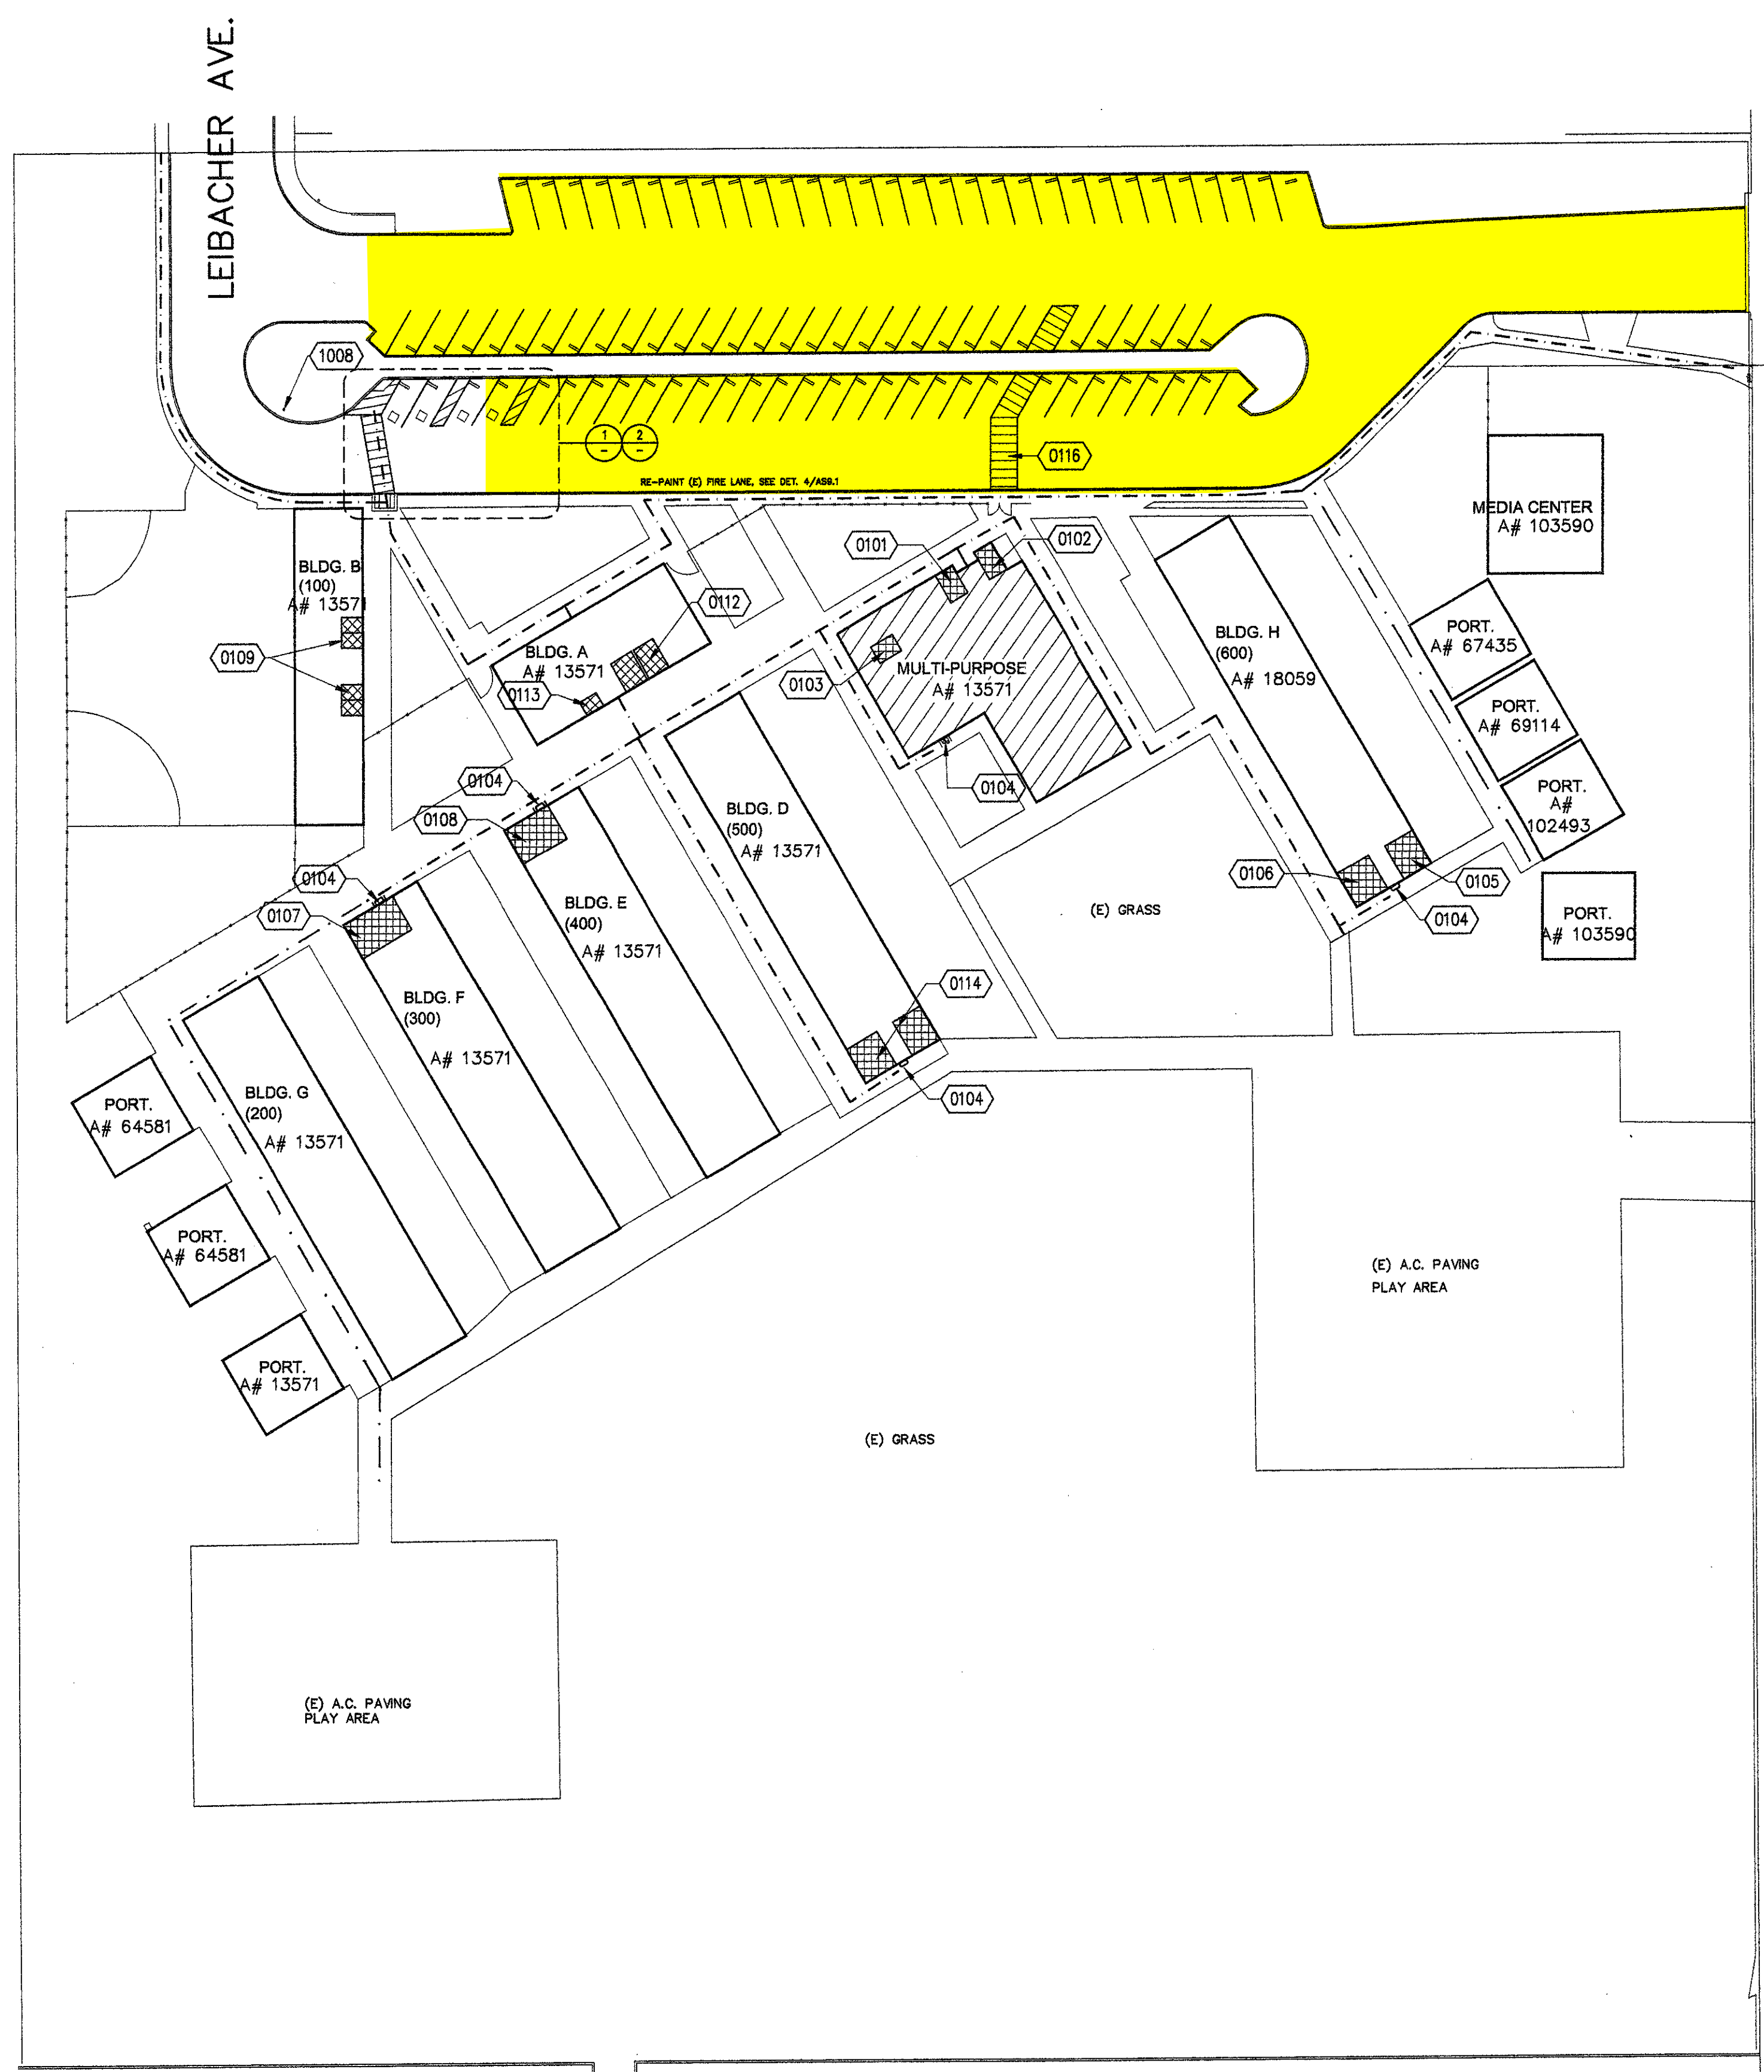 LEIBACHER AVE.
1008
1
-
2
-
0116
RE-PAINT (E) FIRE LANE, SEE DET. 4/AS9.1
MEDIA CENTER
A# 103590
0101
0102
BLDG. B
(100)
A# 13571
0112
0109
BLDG. A
A# 13571
0113
0103
MULTI-PURPOSE
A# 13571
BLDG. H
(600)
A# 18059
PORT.
A# 67435
PORT.
A# 69114
PORT.
A#
102493
0104
0108
0104
BLDG. D
(500)
A# 13571
0104
0107
BLDG. E
(400)
A# 13571
(E) GRASS
0106
0105
0104
PORT.
A# 103590
BLDG. F
(300)
A# 13571
0114
0104
PORT.
A# 64581
BLDG. G
(200)
A# 13571
PORT.
A# 64581
(E) A.C. PAVING
PLAY AREA
PORT.
A# 13571
(E) GRASS
(E) A.C. PAVING
PLAY AREA